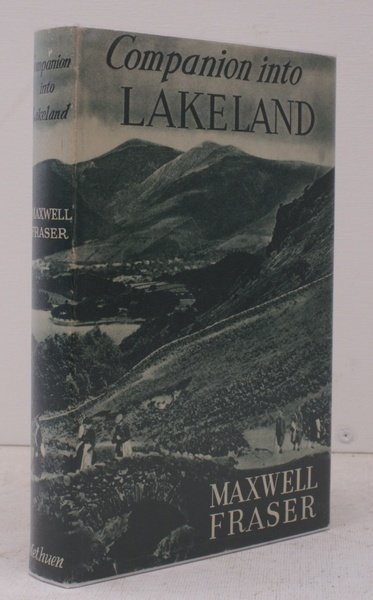 Companion into
LAKELAND
MAXWELL
FRASER
Companion
into
Lakeland
MAXWELL
FRASER
Methuen